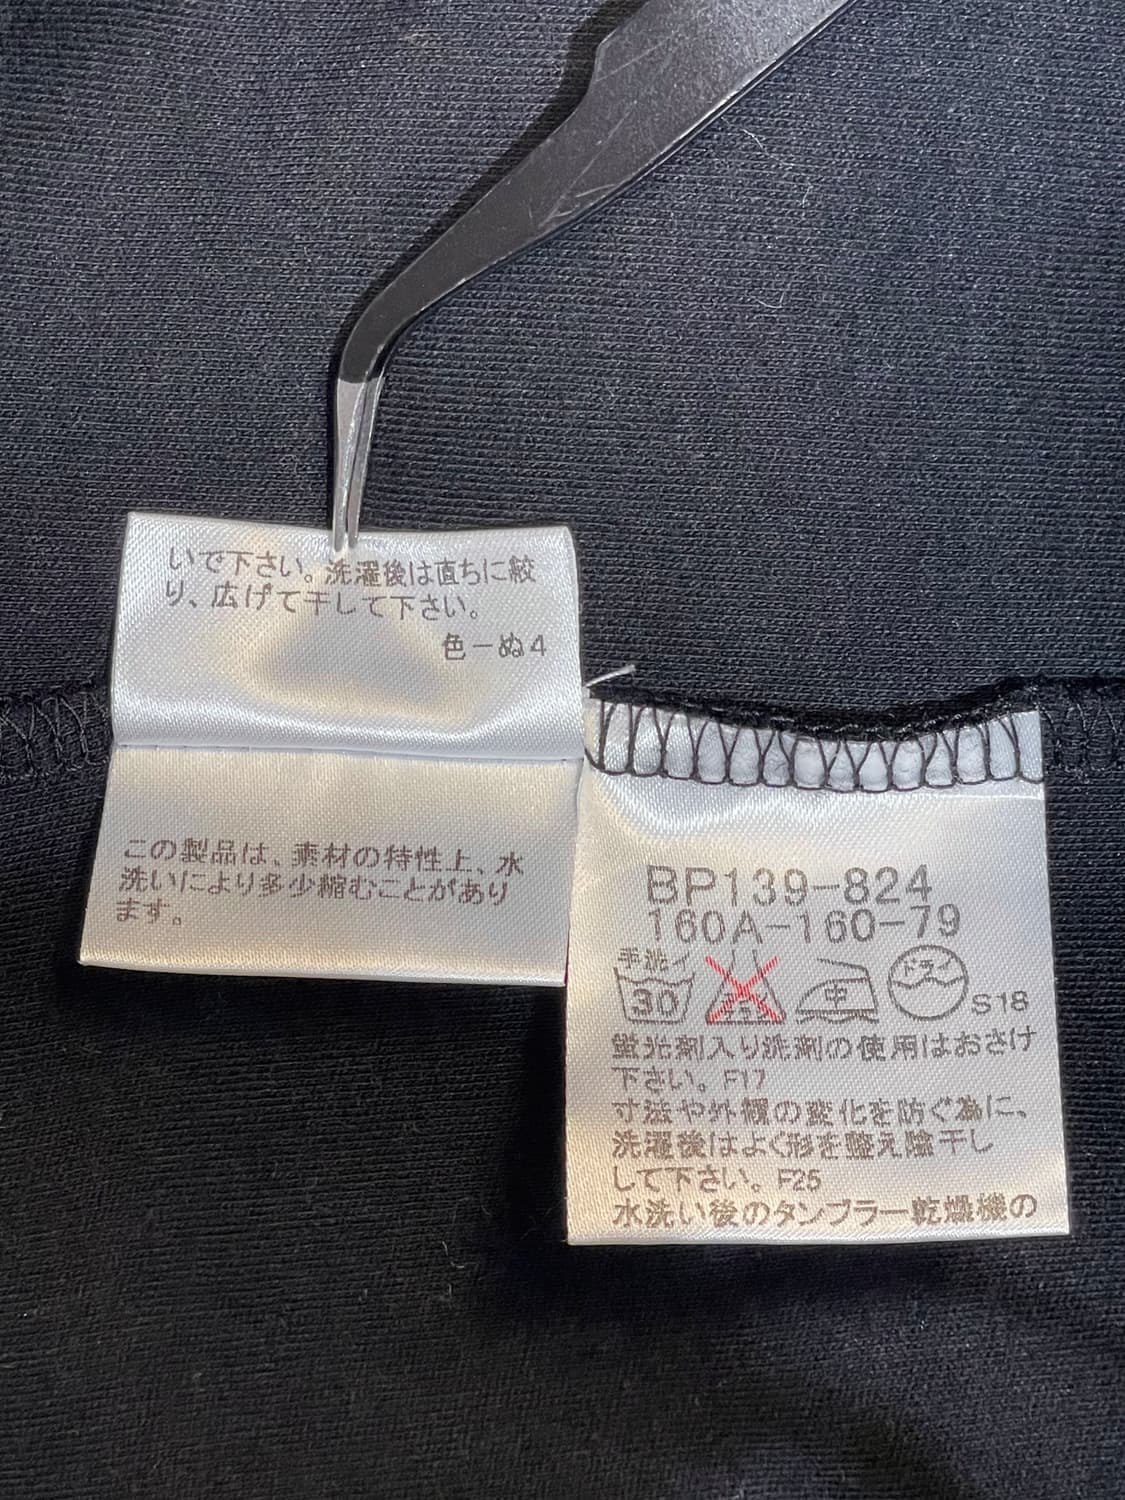 いで下さい。洗濯後は直ちに絞
り、広げて干して下さい。
色ーぬ4
この製品は、素材の特性上、水
洗いにより多少縮むことがあり
ます。
BP139-824
160A-160-79
手洗イ
30
中
ドライ
S18
蛍光剤入り洗剤の使用はおさけ
下さい。F17
寸法や外観の変化を防ぐ為に、
洗濯後はよく形を整え陰干し
して下さい。F25
水洗い後のタンブラー乾燥機の